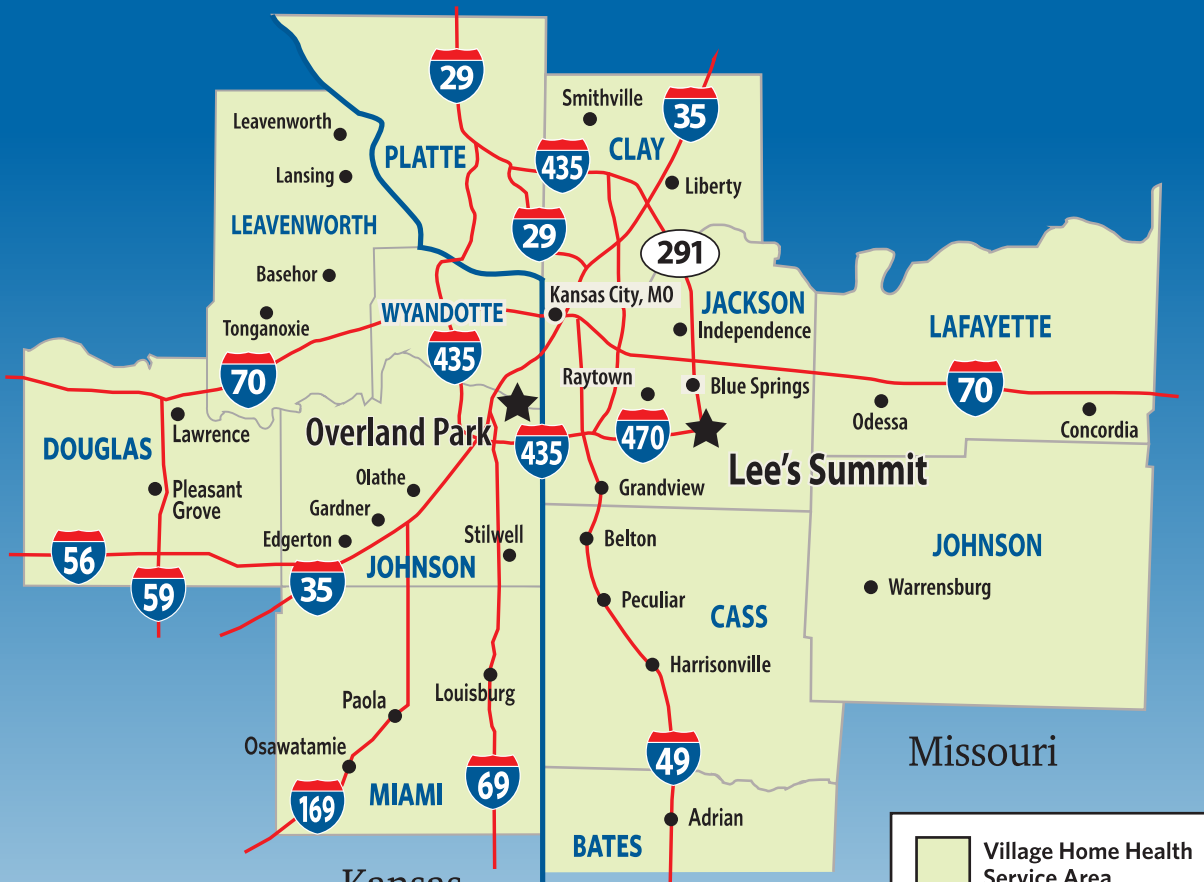 29
Smithville
35
Leavenworth
PLATTE
435
CLAY
Lansing
Liberty
LEAVENWORTH
29
291
Basehor
Kansas City, MO
JACKSON
Tonganoxie
WYANDOTTE
Independence
LAFAYETTE
435
70
Raytown
Blue Springs
70
Odessa
Concordia
Lawrence
Overland Park
435
470
DOUGLAS
Lee's Summit
Olathe
Pleasant
Grove
Grandview
Gardner
Edgerton
Stilwell
Belton
JOHNSON
56
JOHNSON
59
35
Warrensburg
Peculiar
CASS
Harrisonville
Louisburg
Paola
Osawatamie
Missouri
49
69
169
MIAMI
Adrian
BATES
Kansas
Village Home Health
Service Area